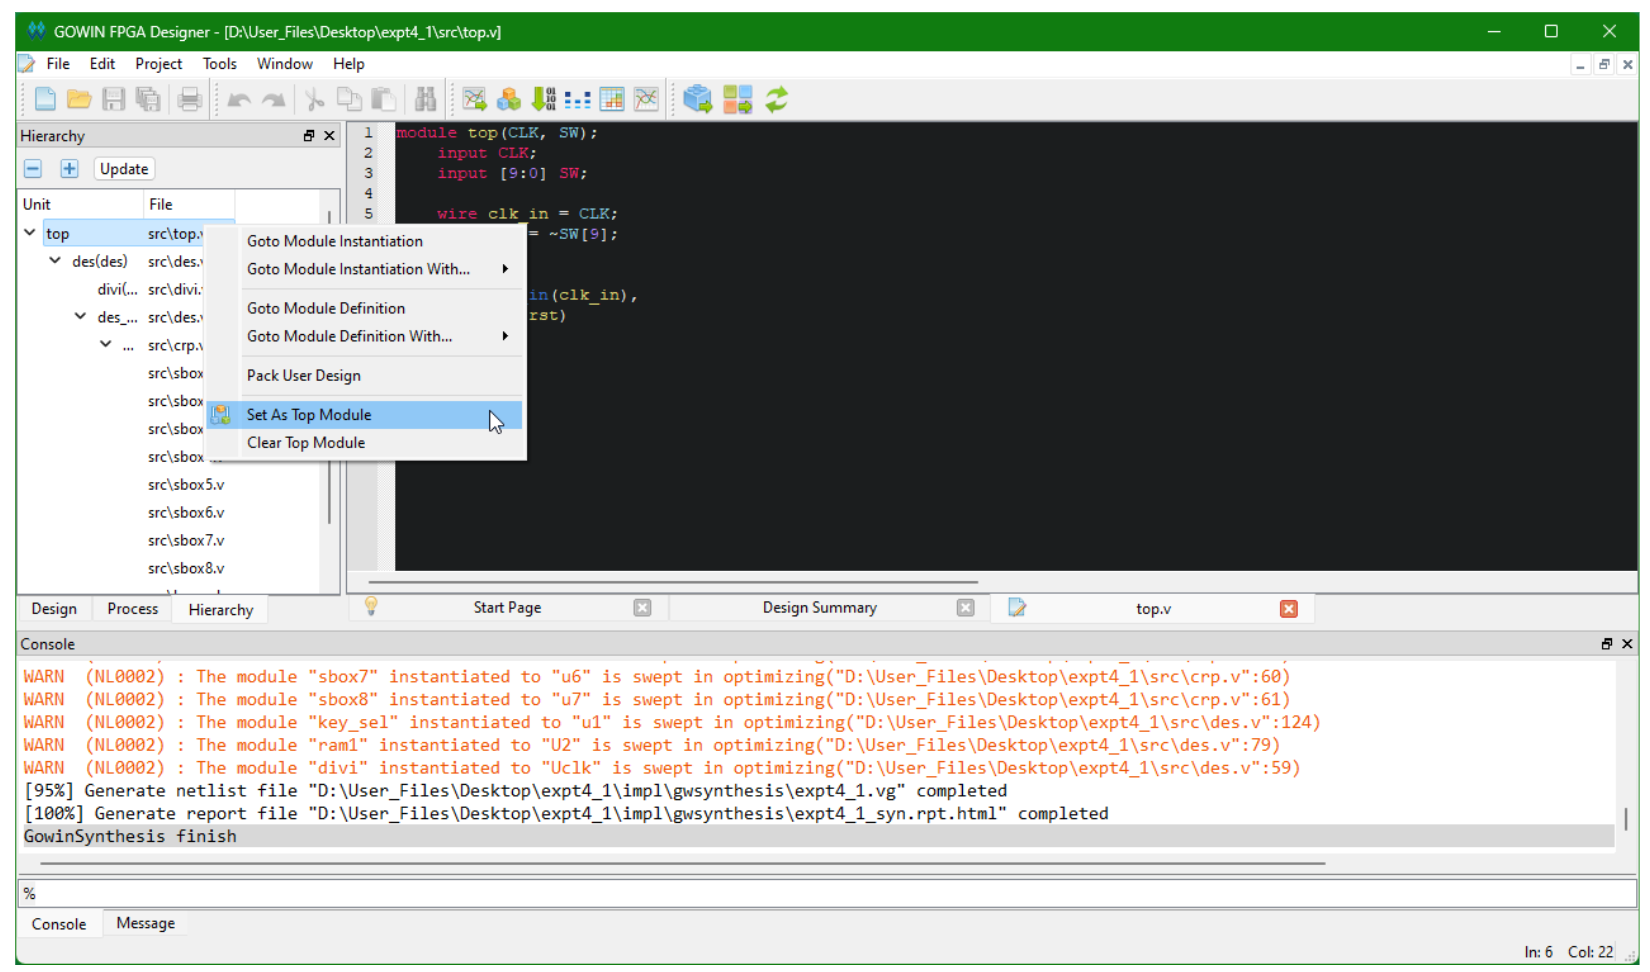 GOWIN FPGA Designer - [D:\User_Files\Desktop\expt4_1\src\top.v]
File Edit Project Tools Window Help
Hierarchy
Update
Unit File
top src\top.v
des(des) src\des.v
divi(... src\divi.
des_... src\des.v
... src\crp.v
src\sbox
src\sbox
src\sbox
src\sbox
src\sbox5.v
src\sbox6.v
src\sbox7.v
src\sbox8.v
Goto Module Instantiation
Goto Module Instantiation With...
Goto Module Definition
Goto Module Definition With...
Pack User Design
Set As Top Module
Clear Top Module
1 module top(CLK, SW);
2 input CLK;
3 input [9:0] SW;
4
5 wire clk_in = CLK;
= ~SW[9];
in(clk_in),
rst)
Design Process Hierarchy
Start Page Design Summary top.v
Console
WARN (NL0002) : The module "sbox7" instantiated to "u6" is swept in optimizing("D:\User_Files\Desktop\expt4_1\src\crp.v":60)
WARN (NL0002) : The module "sbox8" instantiated to "u7" is swept in optimizing("D:\User_Files\Desktop\expt4_1\src\crp.v":61)
WARN (NL0002) : The module "key_sel" instantiated to "u1" is swept in optimizing("D:\User_Files\Desktop\expt4_1\src\des.v":124)
WARN (NL0002) : The module "ram1" instantiated to "U2" is swept in optimizing("D:\User_Files\Desktop\expt4_1\src\des.v":79)
WARN (NL0002) : The module "divi" instantiated to "Uclk" is swept in optimizing("D:\User_Files\Desktop\expt4_1\src\des.v":59)
[95%] Generate netlist file "D:\User_Files\Desktop\expt4_1\impl\gwsynthesis\expt4_1.vg" completed
[100%] Generate report file "D:\User_Files\Desktop\expt4_1\impl\gwsynthesis\expt4_1_syn.rpt.html" completed
GowinSynthesis finish
%
Console Message
In: 6 Col: 22